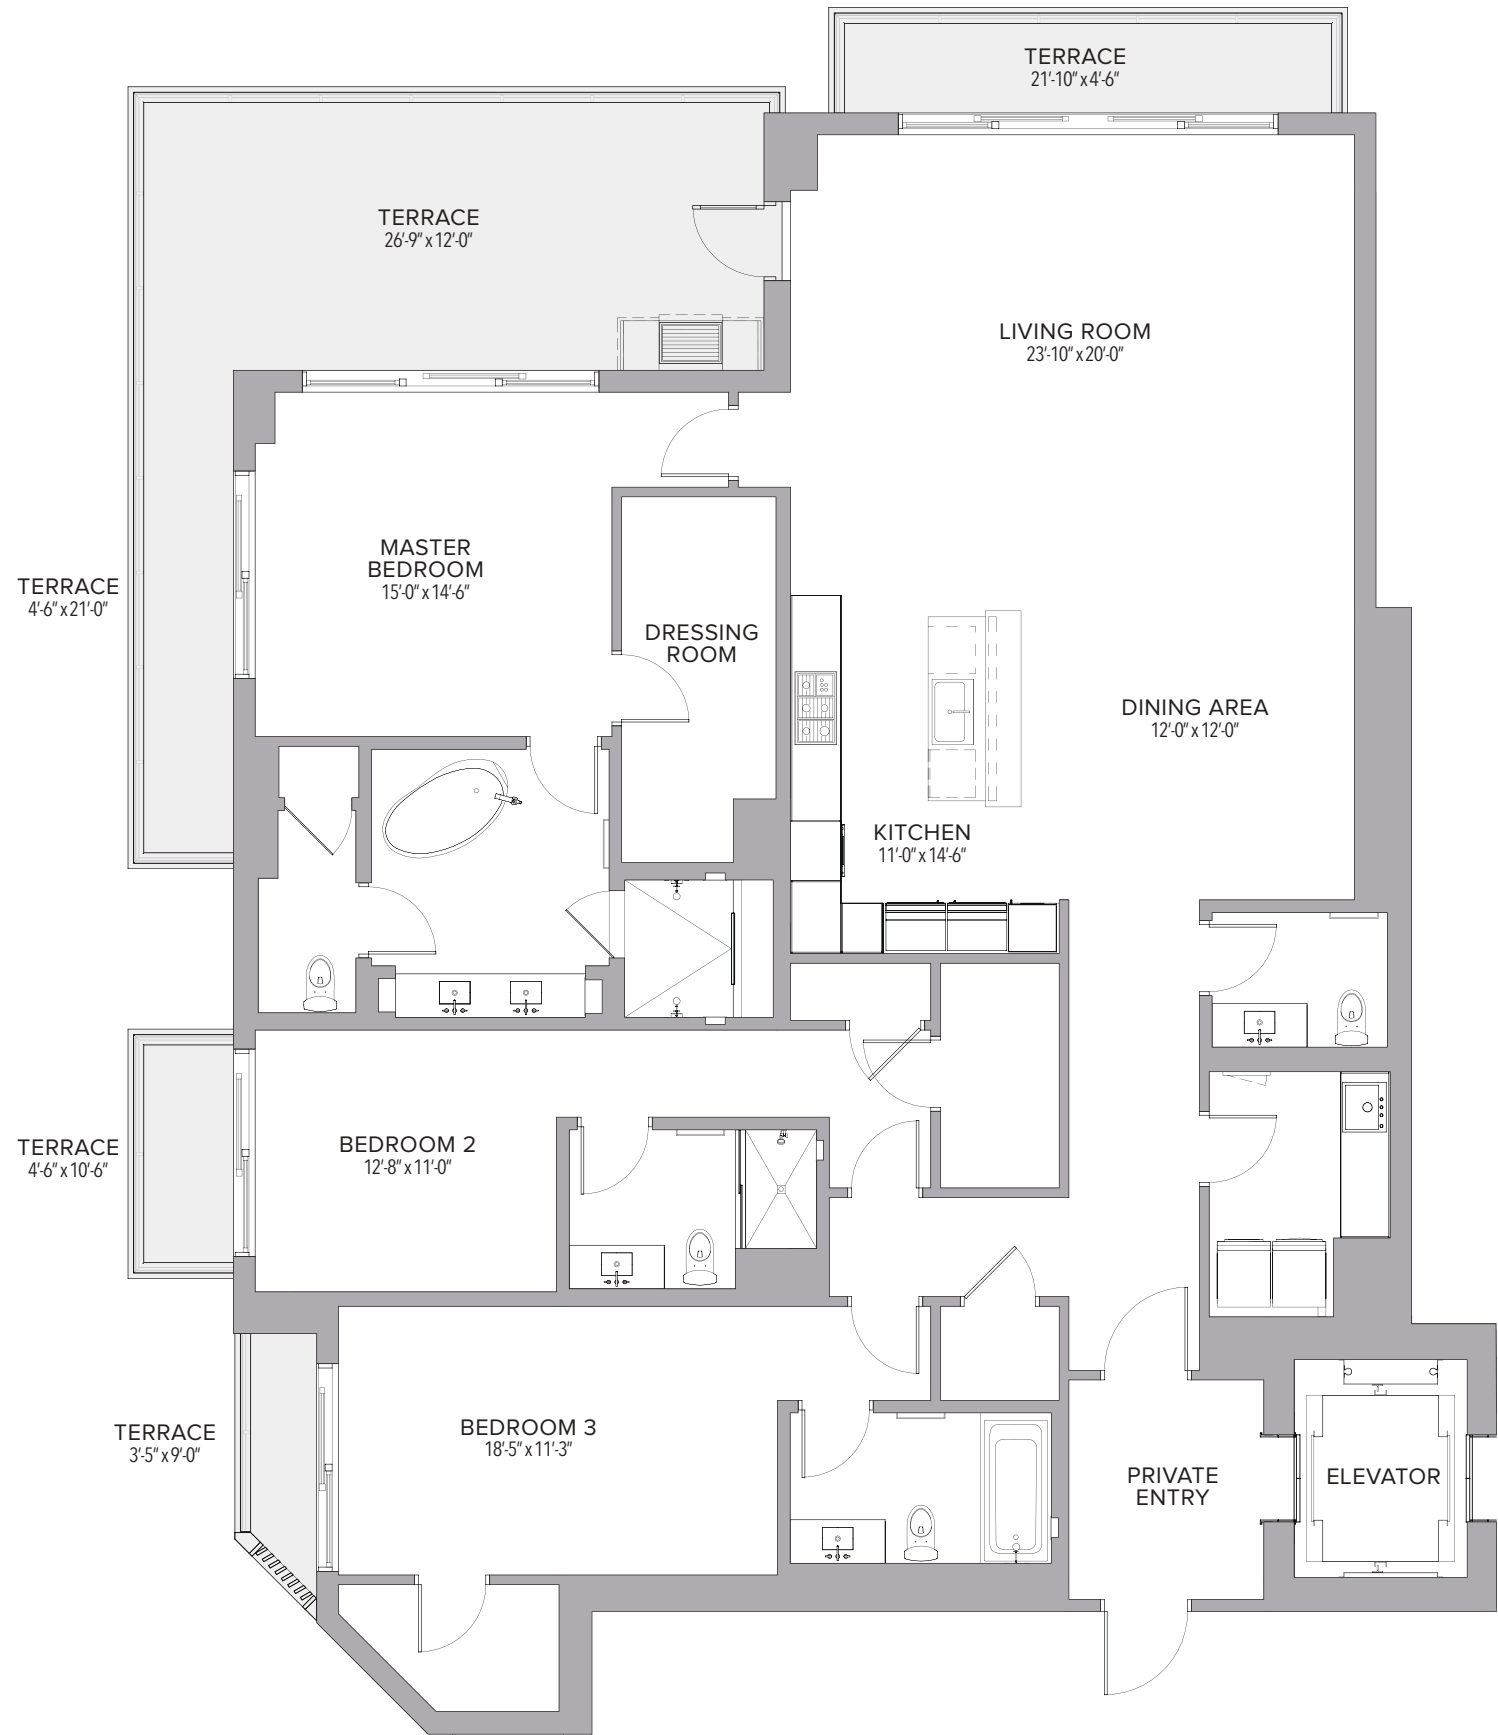 TERRACE
21'-10" x 4'-6"
TERRACE
26'-9" x 12'-0"
LIVING ROOM
23'-10" x 20'-0"
MASTER
BEDROOM
15'-0" x 14'-6"
TERRACE
4'-6" x 21'-0"
DRESSING
ROOM
DINING AREA
12'-0" x 12'-0"
KITCHEN
11'-0" x 14'-6"
BEDROOM 2
12'-8" x 11'-0"
TERRACE
4'-6" x 10'-6"
TERRACE
3'-5" x 9'-0"
BEDROOM 3
18'-5" x 11'-3"
PRIVATE
ENTRY
ELEVATOR